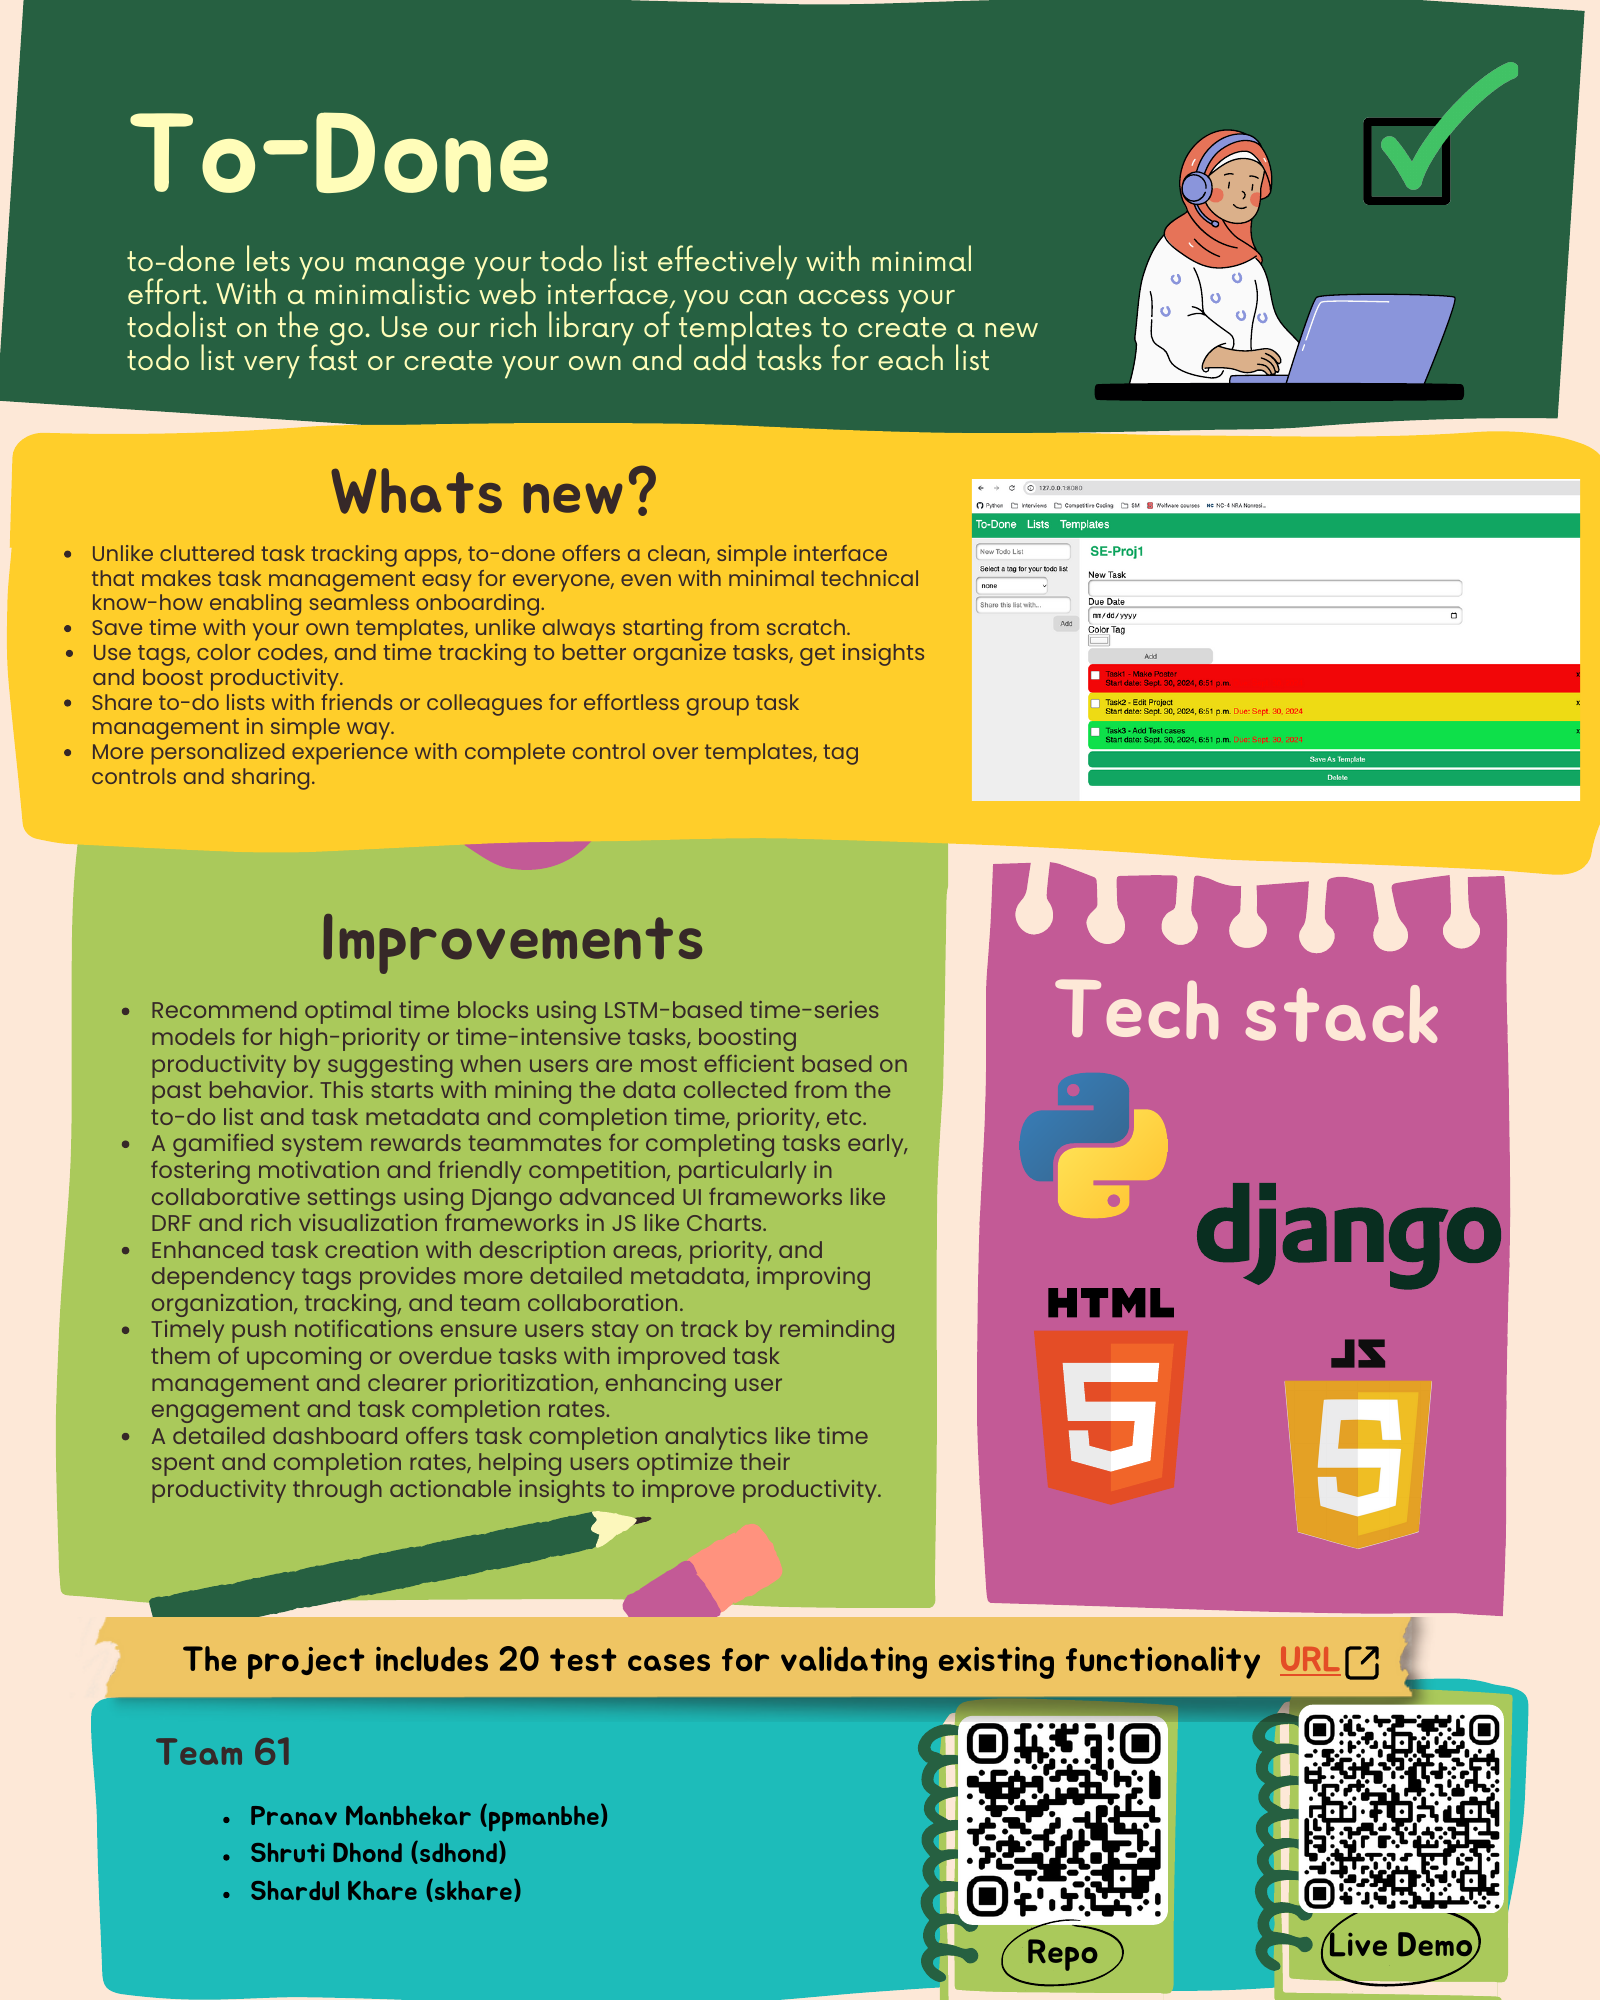 To-Done
to-done lets you manage your todo list effectively with minimal
effort. With a minimalistic web interface, you can access your
todolist on the go. Use our rich library of templates to create a new
todo list very fast or create your own and add tasks for each list
Whats new?
• Unlike cluttered task tracking apps, to-done offers a clean, simple interface
that makes task management easy for everyone, even with minimal technical
know-how enabling seamless onboarding.
• Save time with your own templates, unlike always starting from scratch.
• Use tags, color codes, and time tracking to better organize tasks, get insights
and boost productivity.
• Share to-do lists with friends or colleagues for effortless group task
management in simple way.
• More personalized experience with complete control over templates, tag
controls and sharing.
127.0.0.1:8080
Python Interviews Competitive Coding SM Wolfware courses NC-4 NRA Nonresi...
To-Done Lists Templates
New Todo List
Select a tag for your todo list
none
Share this list with...
Add
SE-Proj1
New Task
Due Date
mm/dd/yyyy
Color Tag
Add
Task1 - Make Poster x
Start date: Sept. 30, 2024, 6:51 p.m.
Task2 - Edit Project x
Start date: Sept. 30, 2024, 6:51 p.m. Due: Sept. 30, 2024
Task3 - Add Test cases x
Start date: Sept. 30, 2024, 6:51 p.m. Due: Sept. 30, 2024
Save As Template
Delete
Improvements
• Recommend optimal time blocks using LSTM-based time-series
models for high-priority or time-intensive tasks, boosting
productivity by suggesting when users are most efficient based on
past behavior. This starts with mining the data collected from the
to-do list and task metadata and completion time, priority, etc.
• A gamified system rewards teammates for completing tasks early,
fostering motivation and friendly competition, particularly in
collaborative settings using Django advanced UI frameworks like
DRF and rich visualization frameworks in JS like Charts.
• Enhanced task creation with description areas, priority, and
dependency tags provides more detailed metadata, improving
organization, tracking, and team collaboration.
• Timely push notifications ensure users stay on track by reminding
them of upcoming or overdue tasks with improved task
management and clearer prioritization, enhancing user
engagement and task completion rates.
• A detailed dashboard offers task completion analytics like time
spent and completion rates, helping users optimize their
productivity through actionable insights to improve productivity.
Tech stack
django
HTML
5
JS
5
The project includes 20 test cases for validating existing functionality URL
Team 61
• Pranav Manbhekar (ppmanbhe)
• Shruti Dhond (sdhond)
• Shardul Khare (skhare)
Repo
Live Demo